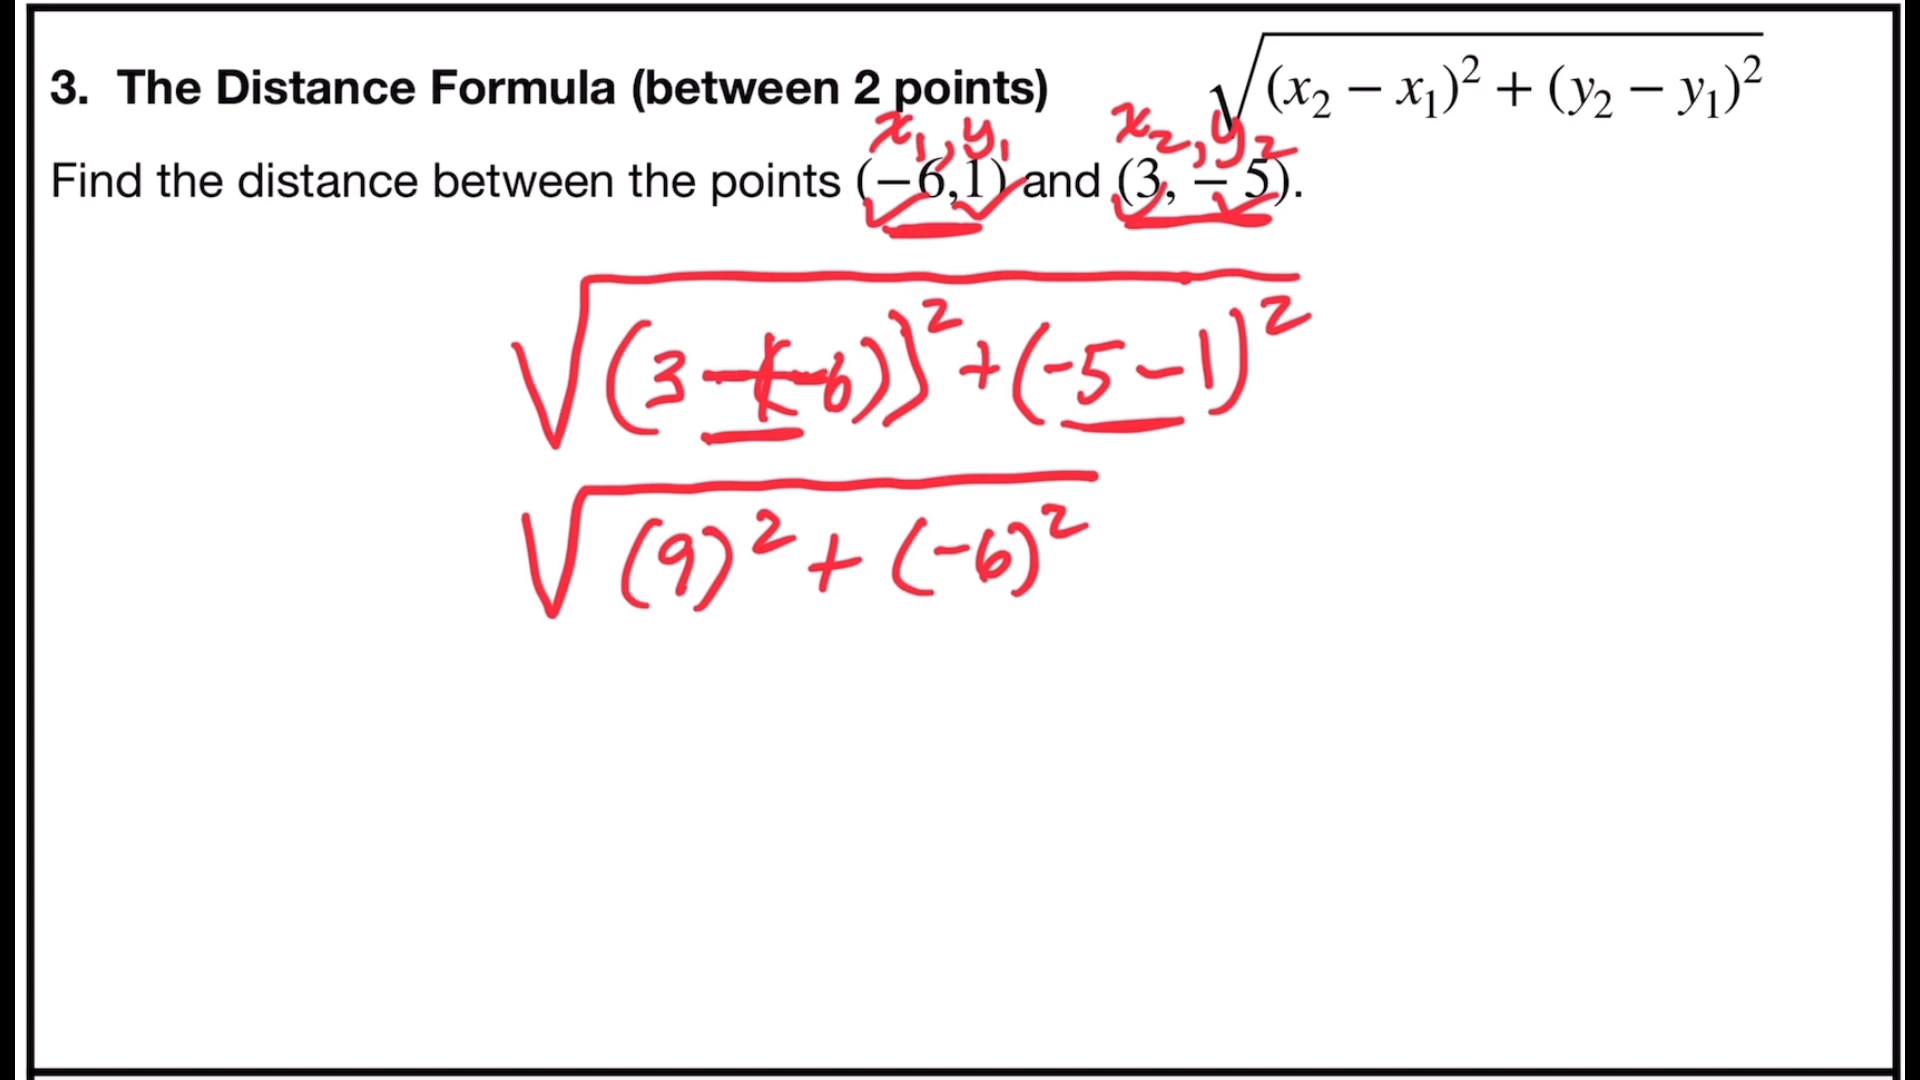 3. The Distance Formula (between 2 points) √(x₂ − x₁)² + (y₂ − y₁)²
x₁, y₁ x₂, y₂
Find the distance between the points (−6,1) and (3, − 5).
√(3 -(-6))² + (-5 - 1)²
√(9)² + (-6)²